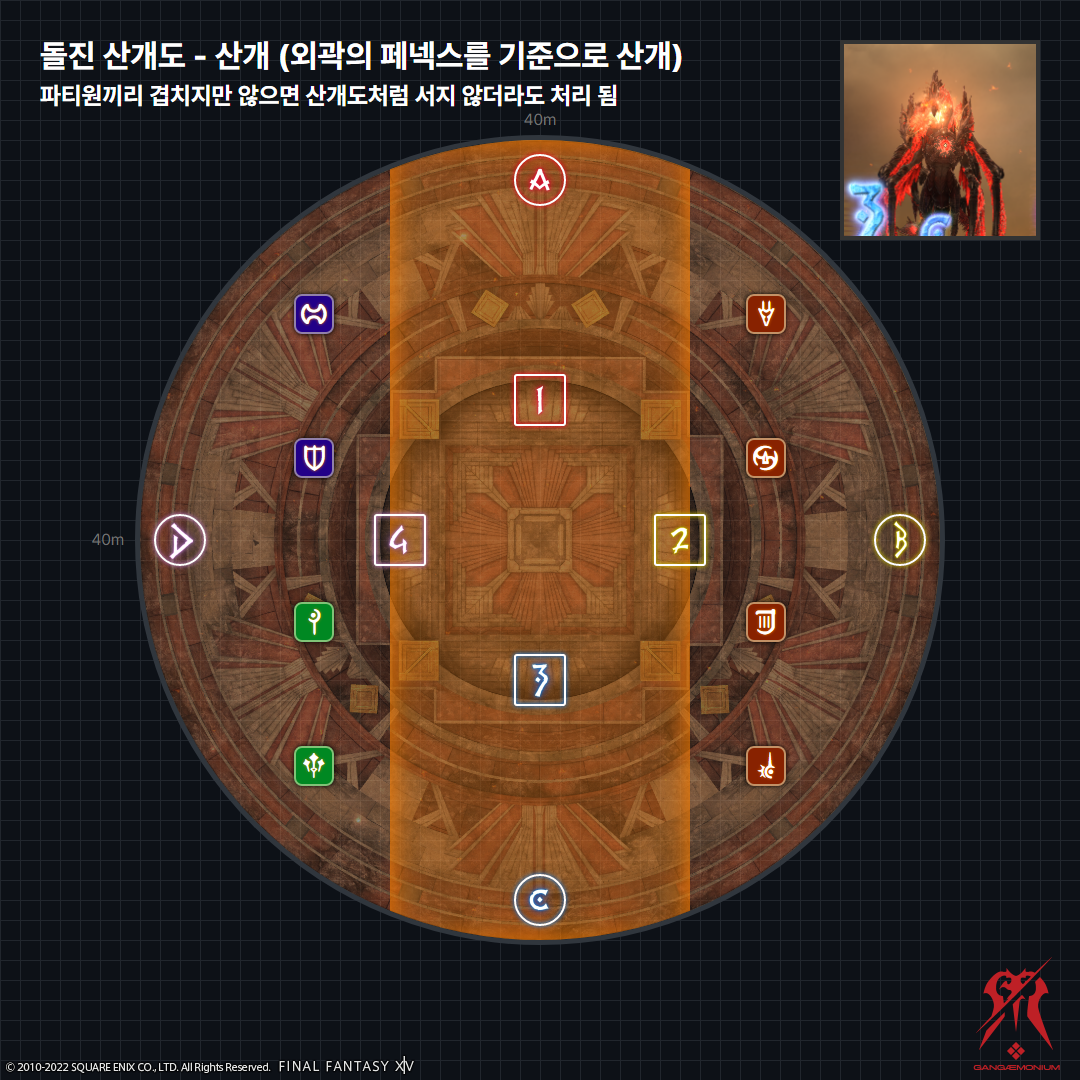 돌진 산개도 - 산개 (외곽의 페넥스를 기준으로 산개)
파티원끼리 겹치지만 않으면 산개도처럼 서지 않더라도 처리 됨
40m
A
1
40m
D
4
2
B
3
C
3
C
© 2010-2022 SQUARE ENIX CO., LTD. All Rights Reserved. FINAL FANTASY XIV
GANGÆMONIUM